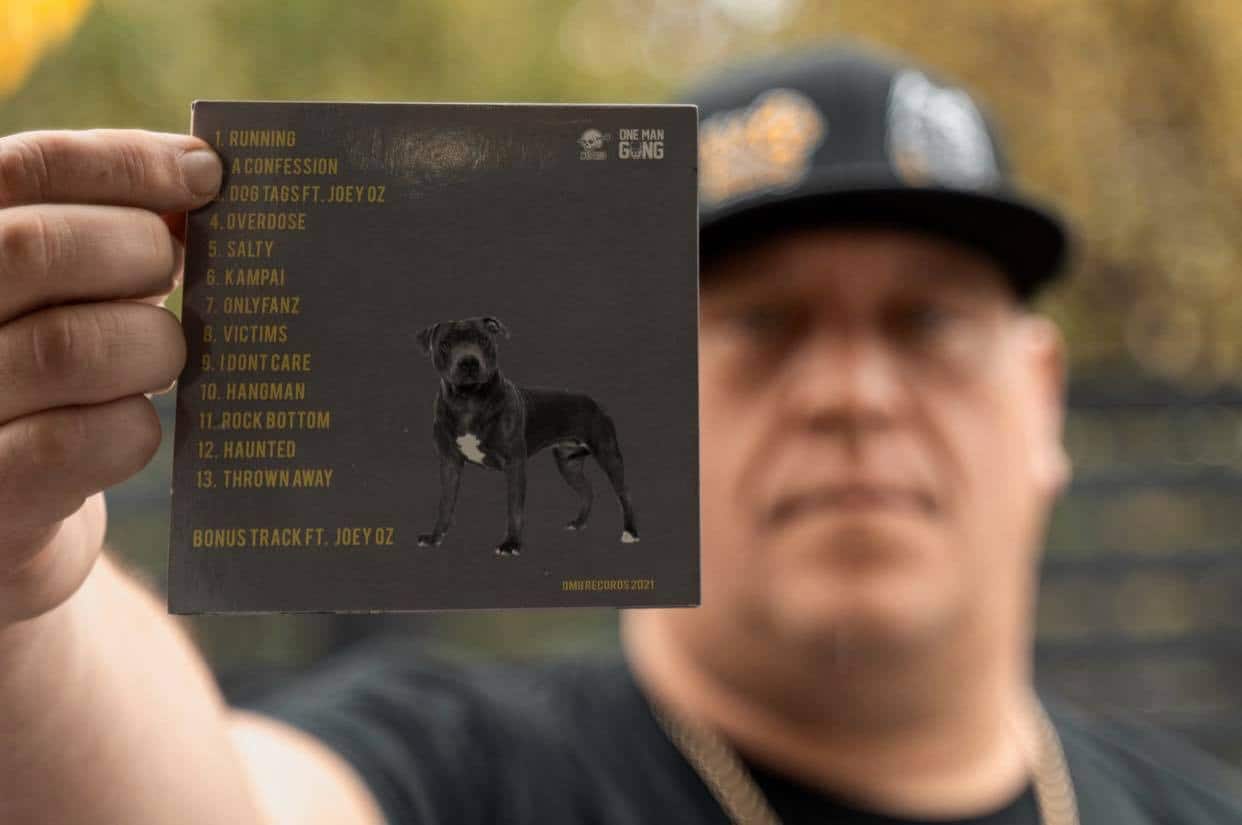 1. RUNNING
A CONFESSION
3. DOG TAGS FT. JOEY OZ
4. OVERDOSE
5. SALTY
6. KAMPAI
7. ONLYFANZ
8. VICTIMS
9. I DONT CARE
10. HANGMAN
11. ROCK BOTTOM
12. HAUNTED
13. THROWN AWAY
BONUS TRACK FT. JOEY OZ
ONE MAN
GANG
RECORDS 2021